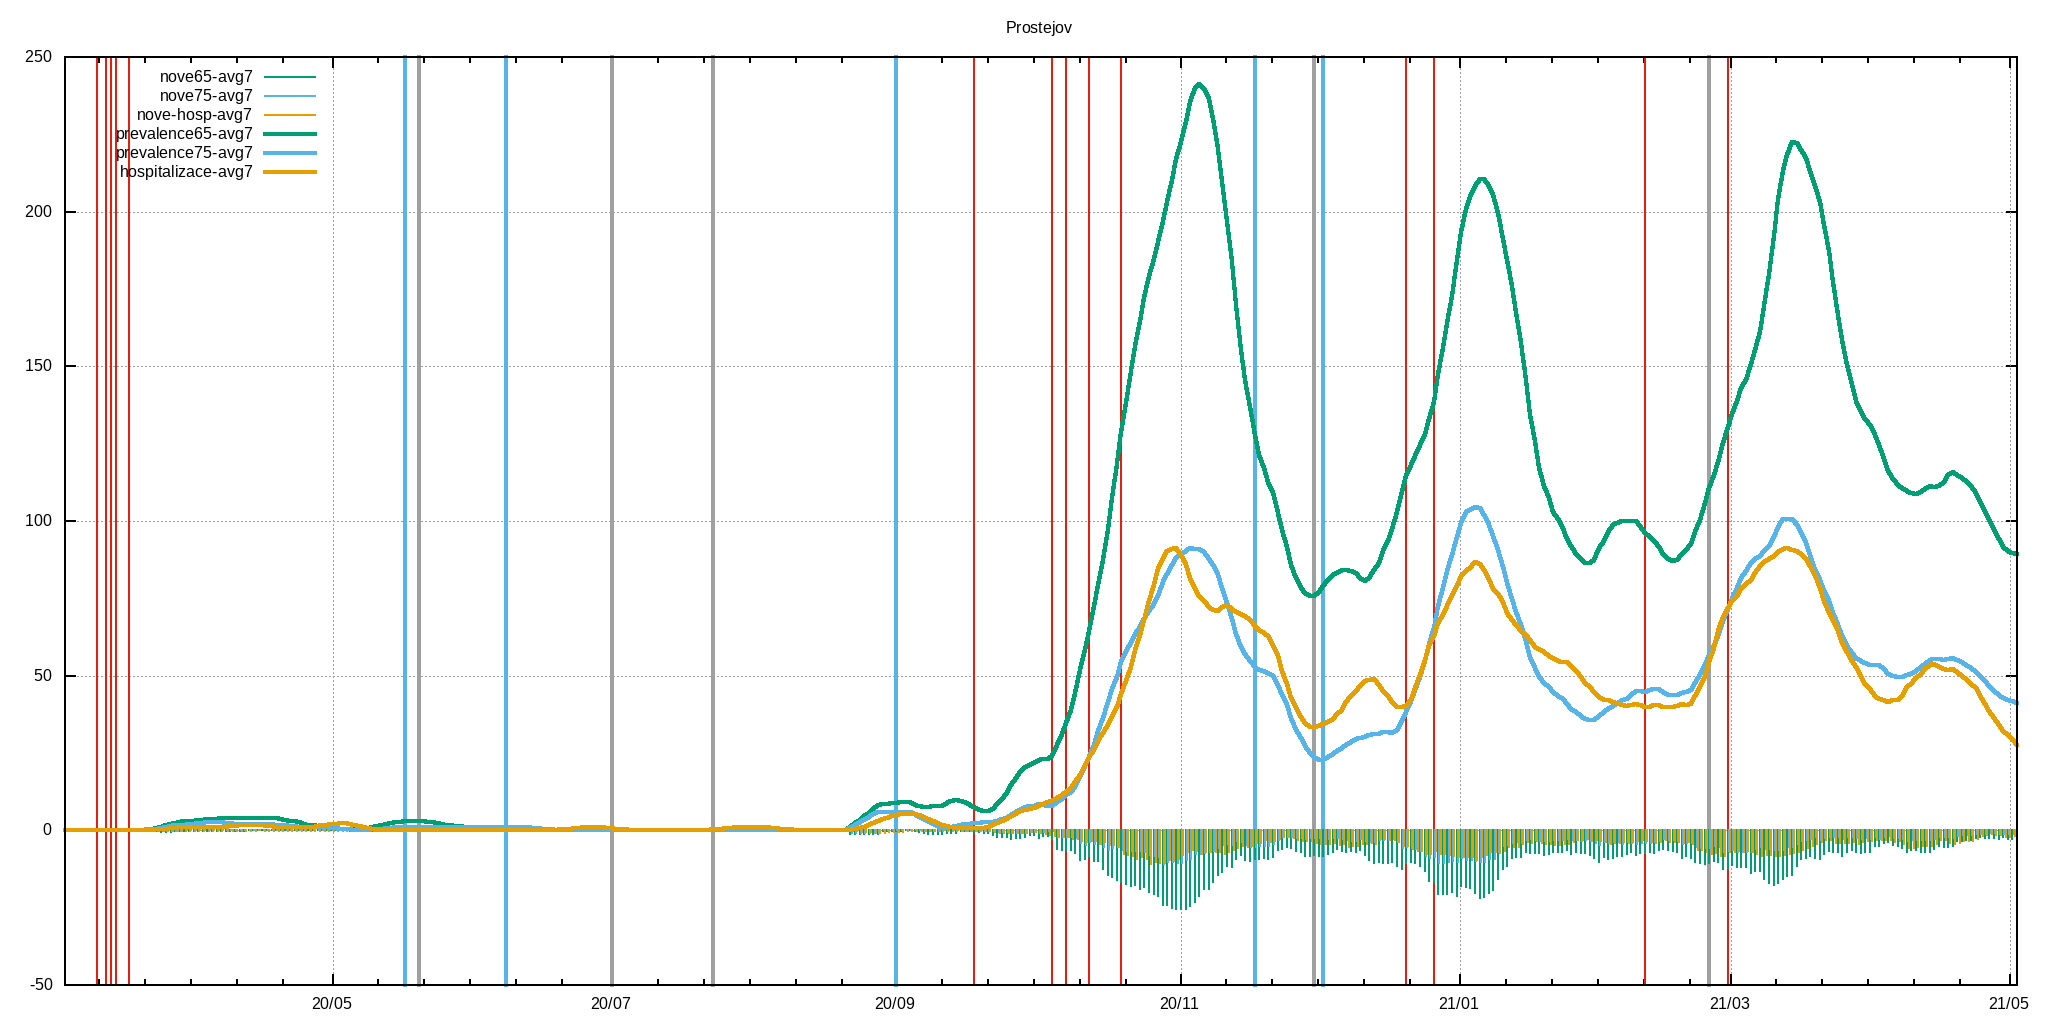 Prostejov
250
200
150
100
50
0
-50
nove65-avg7
nove75-avg7
nove-hosp-avg7
prevalence65-avg7
prevalence75-avg7
hospitalizace-avg7
20/05
20/07
20/09
20/11
21/01
21/03
21/05